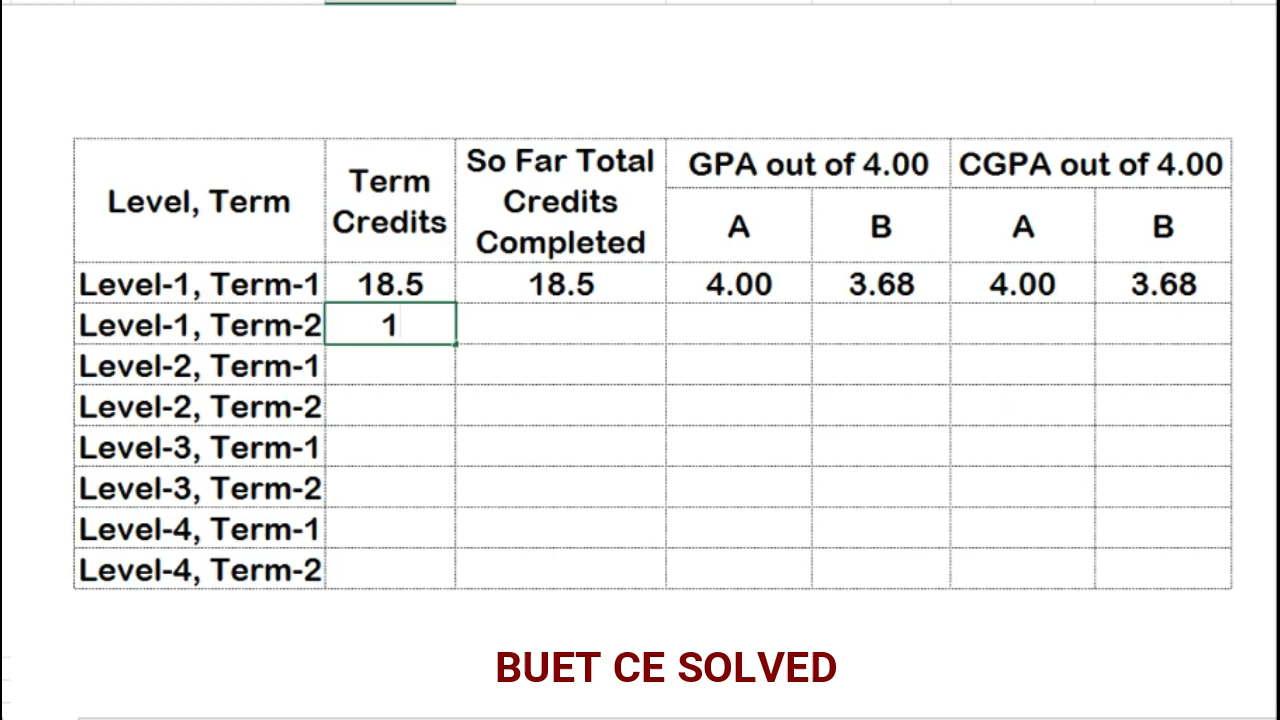 Level, Term
Term
Credits
So Far Total
Credits
Completed
GPA out of 4.00
CGPA out of 4.00
A
B
A
B
Level-1, Term-1 18.5 18.5 4.00 3.68 4.00 3.68
Level-1, Term-2 1
Level-2, Term-1
Level-2, Term-2
Level-3, Term-1
Level-3, Term-2
Level-4, Term-1
Level-4, Term-2
BUET CE SOLVED